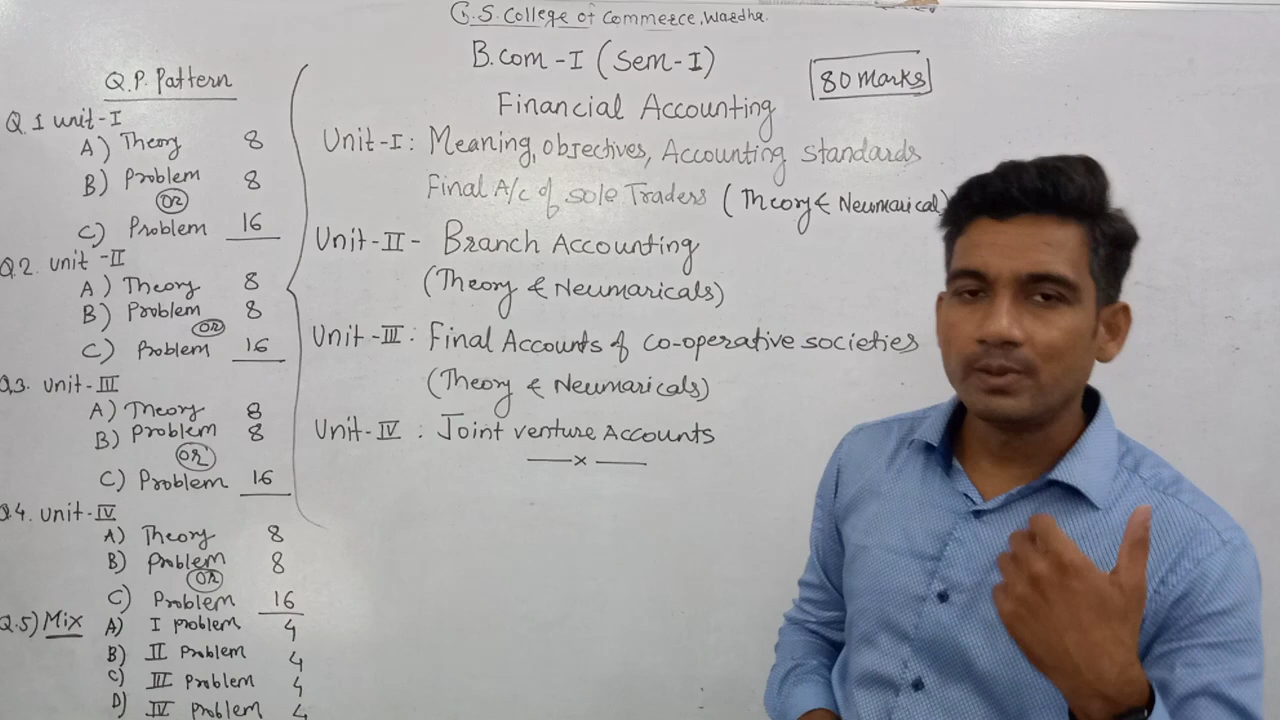 G.S. College of Commerce, Wardha.
B.com-I (Sem-I)
80 Marks
Financial Accounting
Unit-I: Meaning, objectives, Accounting standards
Final A/c of sole Traders (Theory & Neumarical)
Unit-II- Branch Accounting
(Theory & Neumaricals)
Unit-III: Final Accounts of co-operative societies
(Theory & Neumaricals)
Unit-IV: Joint venture Accounts
x
Q.P. Pattern
Q.1 unit-I
A) Theory 8
B) Problem 8
OR
C) Problem 16
Q.2. unit-II
A) Theory 8
B) Problem 8
OR
C) Problem 16
Q.3. unit-III
A) Theory 8
B) Problem 8
OR
C) Problem 16
Q.4. unit-IV
A) Theory 8
B) Problem 8
OR
C) Problem 16
Q.5) Mix A) I problem 4
B) II Problem 4
C) III Problem 4
D) IV Problem 4